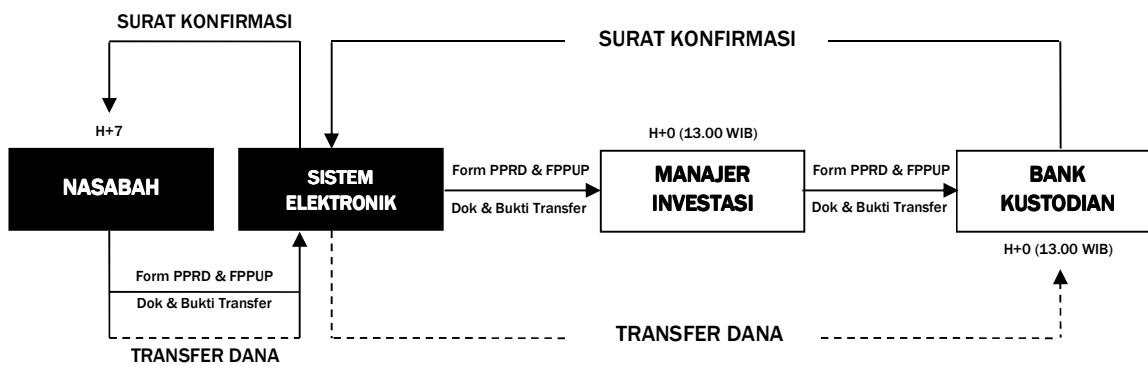 SURAT KONFIRMASI
SURAT KONFIRMASI
H+7
H+0 (13.00 WIB)
NASABAH
SISTEM
ELEKTRONIK
Form PPRD & FPPUP
Dok & Bukti Transfer
MANAJER
INVESTASI
Form PPRD & FPPUP
Dok & Bukti Transfer
BANK
KUSTODIAN
H+0 (13.00 WIB)
Form PPRD & FPPUP
Dok & Bukti Transfer
TRANSFER DANA
TRANSFER DANA